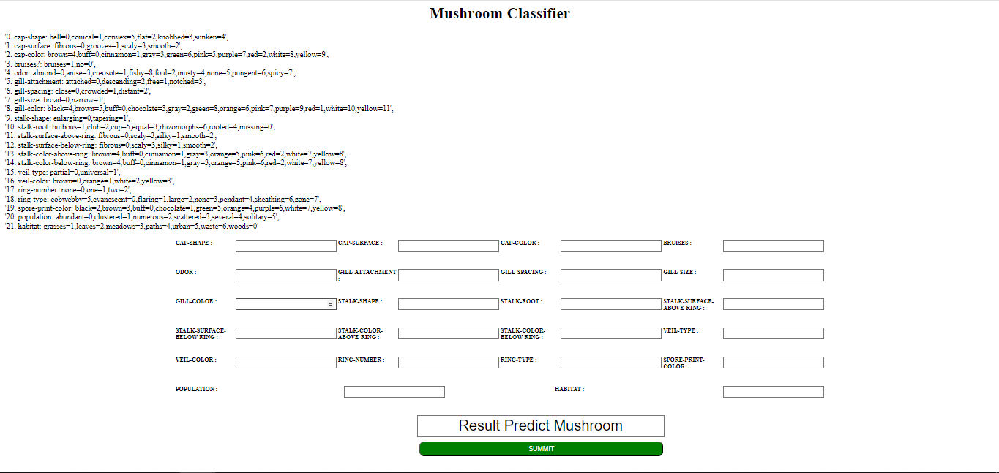 Mushroom Classifier
'0. cap-shape: bell=0,conical=1,convex=5,flat=2,knobbed=3,sunken=4',
'1. cap-surface: fibrous=0,grooves=1,scaly=3,smooth=2',
'2. cap-color: brown=4,buff=0,cinnamon=1,gray=3,green=6,pink=5,purple=7,red=2,white=8,yellow=9',
'3. bruises?: bruises=1,no=0',
'4. odor: almond=0,anise=3,creosote=1,fishy=8,foul=2,musty=4,none=5,pungent=6,spicy=7',
'5. gill-attachment: attached=0,descending=2,free=1,notched=3',
'6. gill-spacing: close=0,crowded=1,distant=2',
'7. gill-size: broad=0,narrow=1',
'8. gill-color: black=4,brown=5,buff=0,chocolate=3,gray=2,green=8,orange=6,pink=7,purple=9,red=1,white=10,yellow=11',
'9. stalk-shape: enlarging=0,tapering=1',
'10. stalk-root: bulbous=1,club=2,cup=5,equal=3,rhizomorphs=6,rooted=4,missing=0',
'11. stalk-surface-above-ring: fibrous=0,scaly=3,silky=1,smooth=2',
'12. stalk-surface-below-ring: fibrous=0,scaly=3,silky=1,smooth=2',
'13. stalk-color-above-ring: brown=4,buff=0,cinnamon=1,gray=3,orange=5,pink=6,red=2,white=7,yellow=8',
'14. stalk-color-below-ring: brown=4,buff=0,cinnamon=1,gray=3,orange=5,pink=6,red=2,white=7,yellow=8',
'15. veil-type: partial=0,universal=1',
'16. veil-color: brown=0,orange=1,white=2,yellow=3',
'17. ring-number: none=0,one=1,two=2',
'18. ring-type: cobwebby=5,evanescent=0,flaring=1,large=2,none=3,pendant=4,sheathing=6,zone=7',
'19. spore-print-color: black=2,brown=3,buff=0,chocolate=1,green=5,orange=4,purple=6,white=7,yellow=8',
'20. population: abundant=0,clustered=1,numerous=2,scattered=3,several=4,solitary=5',
'21. habitat: grasses=1,leaves=2,meadows=3,paths=4,urban=5,waste=6,woods=0'
CAP-SHAPE : CAP-SURFACE : CAP-COLOR : BRUISES :
ODOR : GILL-ATTACHMENT : GILL-SPACING : GILL-SIZE :
GILL-COLOR : STALK-SHAPE : STALK-ROOT : STALK-SURFACE-ABOVE-RING :
STALK-SURFACE-BELOW-RING : STALK-COLOR-ABOVE-RING : STALK-COLOR-BELOW-RING : VEIL-TYPE :
VEIL-COLOR : RING-NUMBER : RING-TYPE : SPORE-PRINT-COLOR :
POPULATION : HABITAT :
Result Predict Mushroom
SUMMIT